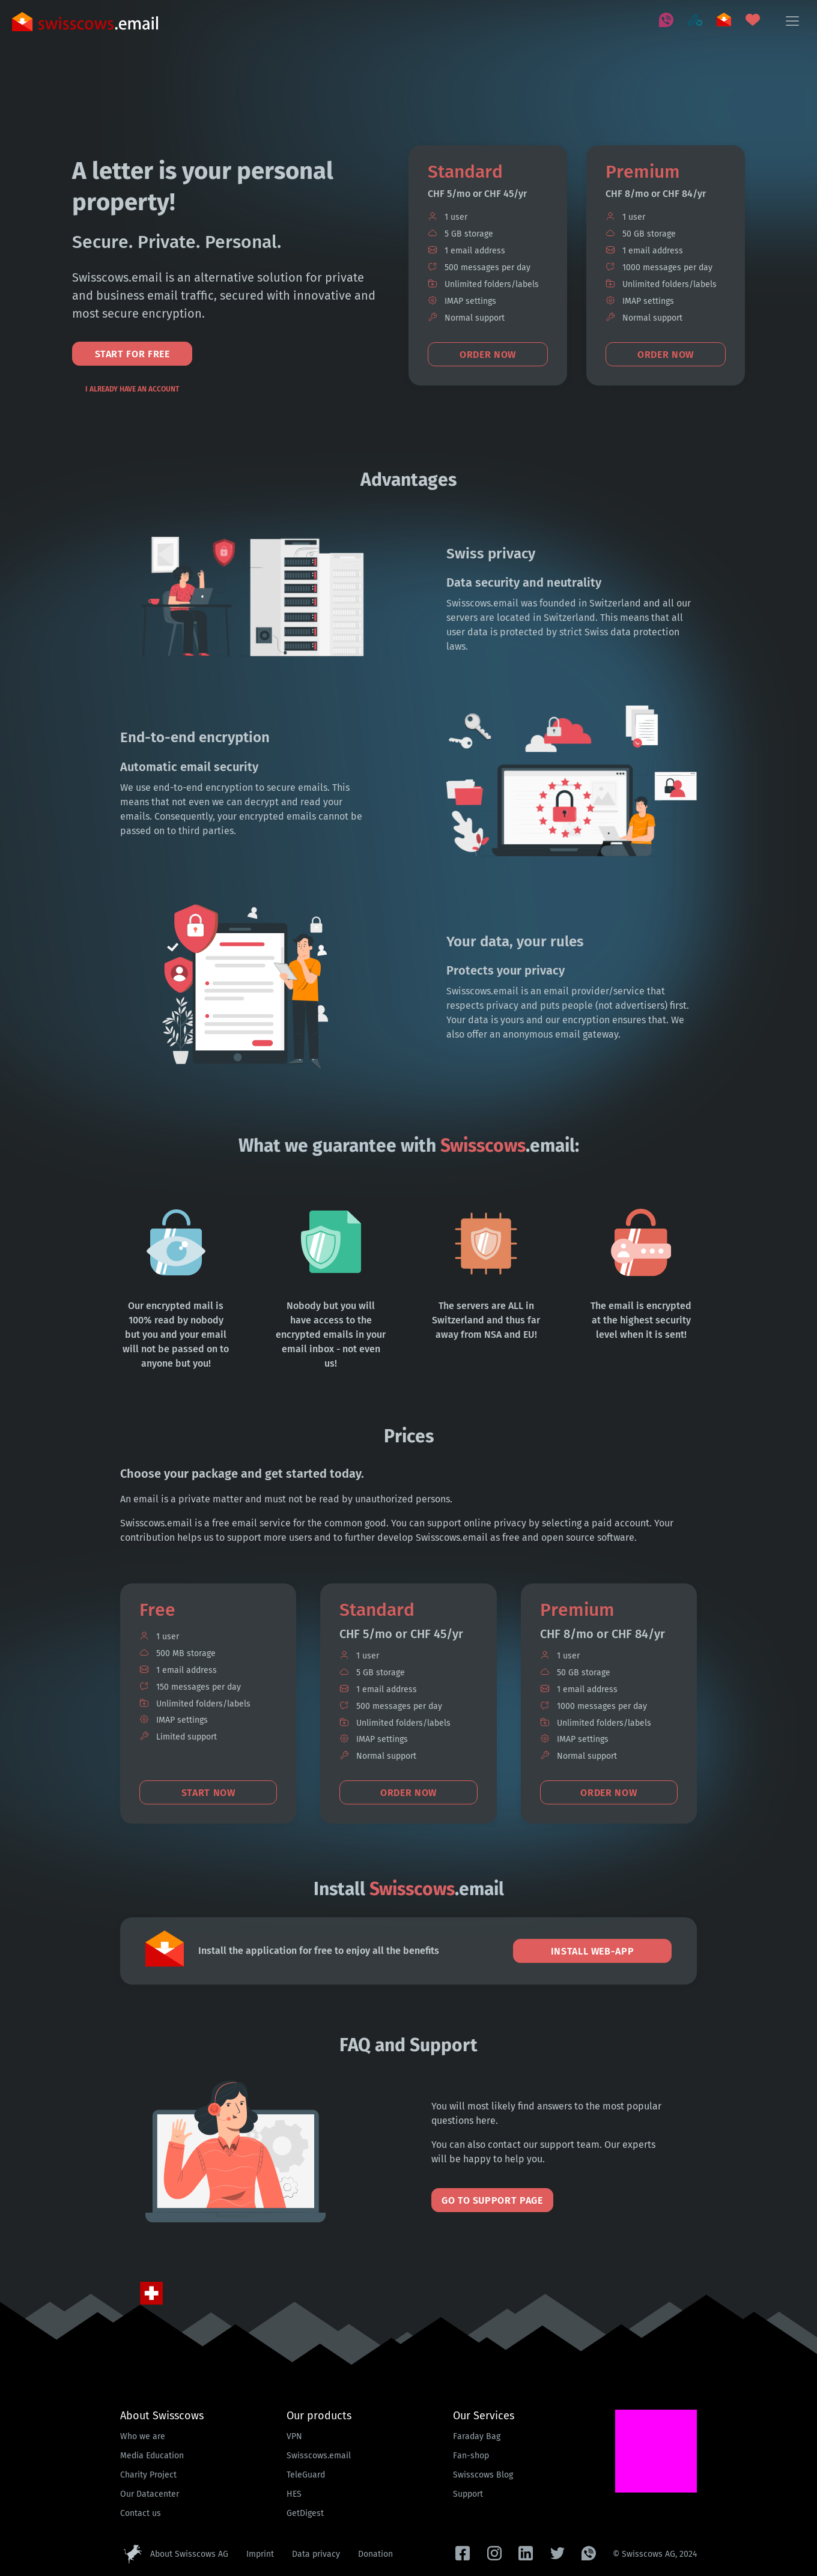 swisscows.email
A letter is your personal
property!
Secure. Private. Personal.
Swisscows.email is an alternative solution for private
and business email traffic, secured with innovative and
most secure encryption.
START FOR FREE
I ALREADY HAVE AN ACCOUNT
Standard
CHF 5/mo or CHF 45/yr
1 user
5 GB storage
1 email address
500 messages per day
Unlimited folders/labels
IMAP settings
Normal support
ORDER NOW
Premium
CHF 8/mo or CHF 84/yr
1 user
50 GB storage
1 email address
1000 messages per day
Unlimited folders/labels
IMAP settings
Normal support
ORDER NOW
Advantages
Swiss privacy
Data security and neutrality
Swisscows.email was founded in Switzerland and all our
servers are located in Switzerland. This means that all
user data is protected by strict Swiss data protection
laws.
End-to-end encryption
Automatic email security
We use end-to-end encryption to secure emails. This
means that not even we can decrypt and read your
emails. Consequently, your encrypted emails cannot be
passed on to third parties.
Your data, your rules
Protects your privacy
Swisscows.email is an email provider/service that
respects privacy and puts people (not advertisers) first.
Your data is yours and our encryption ensures that. We
also offer an anonymous email gateway.
What we guarantee with Swisscows.email:
Our encrypted mail is
100% read by nobody
but you and your email
will not be passed on to
anyone but you!
Nobody but you will
have access to the
encrypted emails in your
email inbox - not even
us!
The servers are ALL in
Switzerland and thus far
away from NSA and EU!
The email is encrypted
at the highest security
level when it is sent!
Prices
Choose your package and get started today.
An email is a private matter and must not be read by unauthorized persons.
Swisscows.email is a free email service for the common good. You can support online privacy by selecting a paid account. Your
contribution helps us to support more users and to further develop Swisscows.email as free and open source software.
Free
1 user
500 MB storage
1 email address
150 messages per day
Unlimited folders/labels
IMAP settings
Limited support
START NOW
Standard
CHF 5/mo or CHF 45/yr
1 user
5 GB storage
1 email address
500 messages per day
Unlimited folders/labels
IMAP settings
Normal support
ORDER NOW
Premium
CHF 8/mo or CHF 84/yr
1 user
50 GB storage
1 email address
1000 messages per day
Unlimited folders/labels
IMAP settings
Normal support
ORDER NOW
Install Swisscows.email
Install the application for free to enjoy all the benefits
INSTALL WEB-APP
FAQ and Support
You will most likely find answers to the most popular
questions here.
You can also contact our support team. Our experts
will be happy to help you.
GO TO SUPPORT PAGE
About Swisscows
Who we are
Media Education
Charity Project
Our Datacenter
Contact us
Our products
VPN
Swisscows.email
TeleGuard
HES
GetDigest
Our Services
Faraday Bag
Fan-shop
Swisscows Blog
Support
About Swisscows AG
Imprint
Data privacy
Donation
© Swisscows AG, 2024